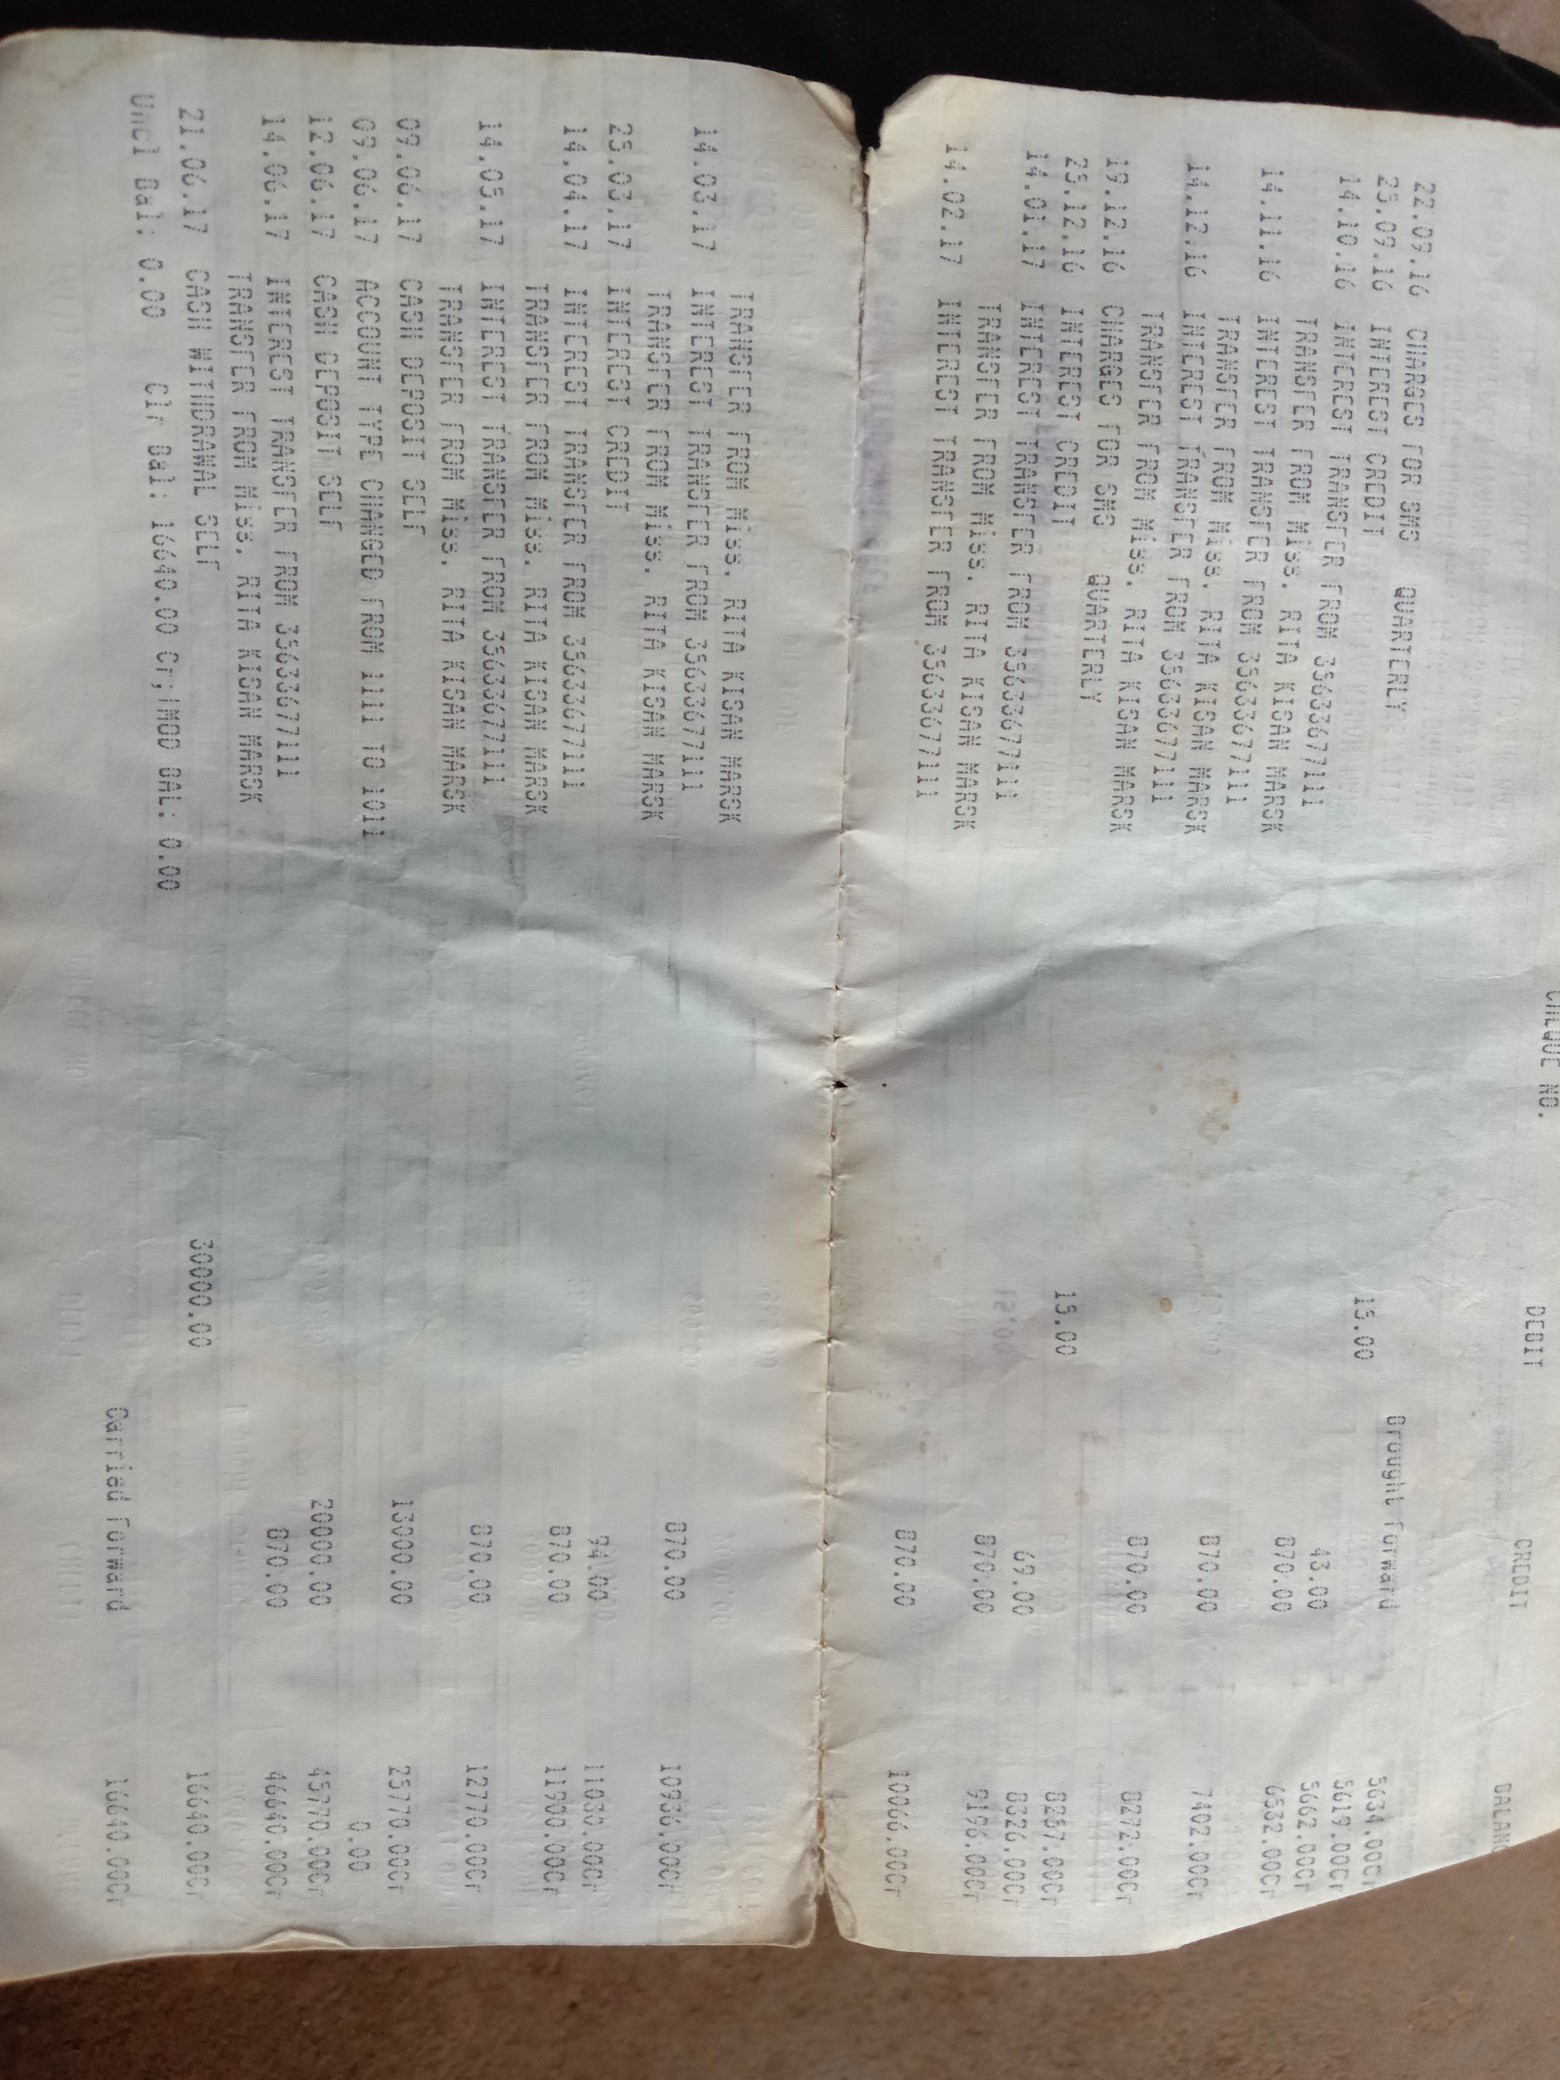 CHEQUE NO. DEBIT CREDIT
Brought forward 5634.00Cr
22.09.16 CHARGES FOR SMS QUARTERLY 15.00 5619.00Cr
25.09.16 INTEREST CREDIT 43.00 5662.00Cr
14.10.16 INTEREST TRANSFER FROM 35633677111 870.00 6532.00Cr
TRANSFER FROM Miss. RITA KISAN MARSK
14.11.16 INTEREST TRANSFER FROM 35633677111 870.00 7402.00Cr
TRANSFER FROM Miss. RITA KISAN MARSK
14.12.16 INTEREST TRANSFER FROM 35633677111 870.00 8272.00Cr
TRANSFER FROM Miss. RITA KISAN MARSK
19.12.16 CHARGES FOR SMS QUARTERLY 15.00 8257.00Cr
25.12.16 INTEREST CREDIT 69.00 8326.00Cr
14.01.17 INTEREST TRANSFER FROM 35633677111 870.00 9196.00Cr
TRANSFER FROM Miss. RITA KISAN MARSK
14.02.17 INTEREST TRANSFER FROM 35633677111 870.00 10066.00Cr
TRANSFER FROM Miss. RITA KISAN MARSK
14.03.17 INTEREST TRANSFER FROM 35633677111 870.00 10936.00Cr
TRANSFER FROM Miss. RITA KISAN MARSK
25.03.17 INTEREST CREDIT 94.00 11030.00Cr
14.04.17 INTEREST TRANSFER FROM 35633677111 870.00 11900.00Cr
TRANSFER FROM Miss. RITA KISAN MARSK
14.05.17 INTEREST TRANSFER FROM 35633677111 870.00 12770.00Cr
TRANSFER FROM Miss. RITA KISAN MARSK
09.06.17 CASH DEPOSIT SELF 13000.00 25770.00Cr
09.06.17 ACCOUNT TYPE CHANGED FROM 1111 TO 1011 0.00
12.06.17 CASH DEPOSIT SELF 20000.00 45770.00Cr
14.06.17 INTEREST TRANSFER FROM 35633677111 870.00 46640.00Cr
TRANSFER FROM Miss. RITA KISAN MARSK
21.06.17 CASH WITHDRAWAL SELF 30000.00 16640.00Cr
Uncl Bal: 0.00 Clr Bal: 16640.00 Cr;!MOD BAL: 0.00
Carried forward 16640.00Cr